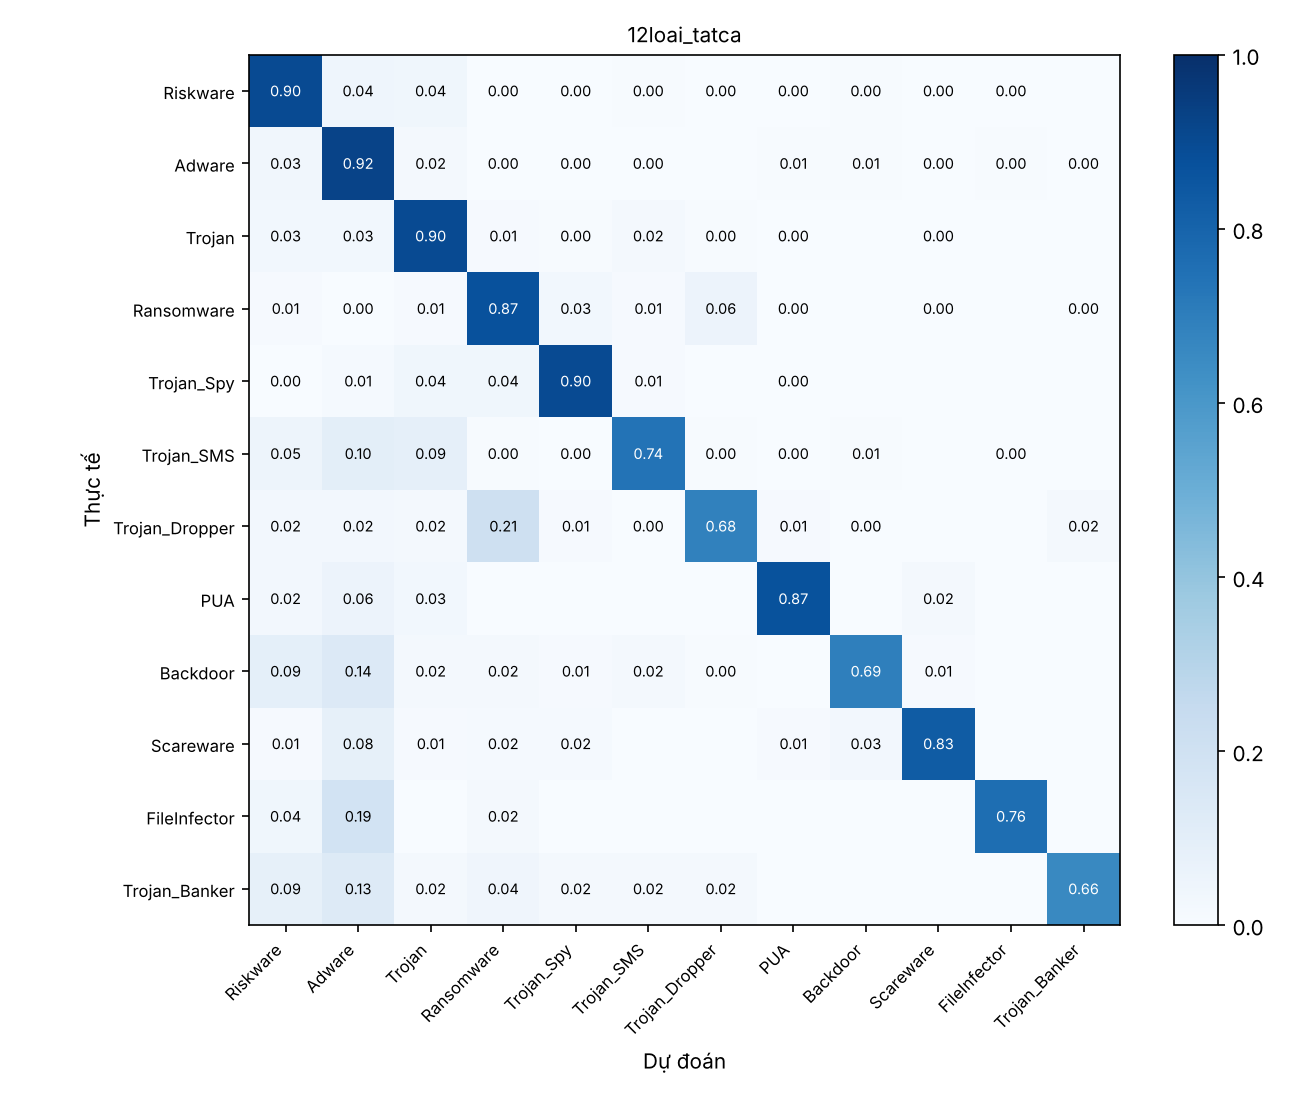 12loai_tatca
Riskware 0.90 0.04 0.04 0.00 0.00 0.00 0.00 0.00 0.00 0.00 0.00
Adware 0.03 0.92 0.02 0.00 0.00 0.00 0.01 0.01 0.00 0.00 0.00
Trojan 0.03 0.03 0.90 0.01 0.00 0.02 0.00 0.00 0.00
Ransomware 0.01 0.00 0.01 0.87 0.03 0.01 0.06 0.00 0.00 0.00
Trojan_Spy 0.00 0.01 0.04 0.04 0.90 0.01 0.00
Trojan_SMS 0.05 0.10 0.09 0.00 0.00 0.74 0.00 0.00 0.01 0.00
Trojan_Dropper 0.02 0.02 0.02 0.21 0.01 0.00 0.68 0.01 0.00 0.02
PUA 0.02 0.06 0.03 0.87 0.02
Backdoor 0.09 0.14 0.02 0.02 0.01 0.02 0.00 0.69 0.01
Scareware 0.01 0.08 0.01 0.02 0.02 0.01 0.03 0.83
FileInfector 0.04 0.19 0.02 0.76
Trojan_Banker 0.09 0.13 0.02 0.04 0.02 0.02 0.02 0.66
Thực tế
Riskware Adware Trojan Ransomware Trojan_Spy Trojan_SMS Trojan_Dropper PUA Backdoor Scareware FileInfector Trojan_Banker
Dự đoán
1.0
0.8
0.6
0.4
0.2
0.0